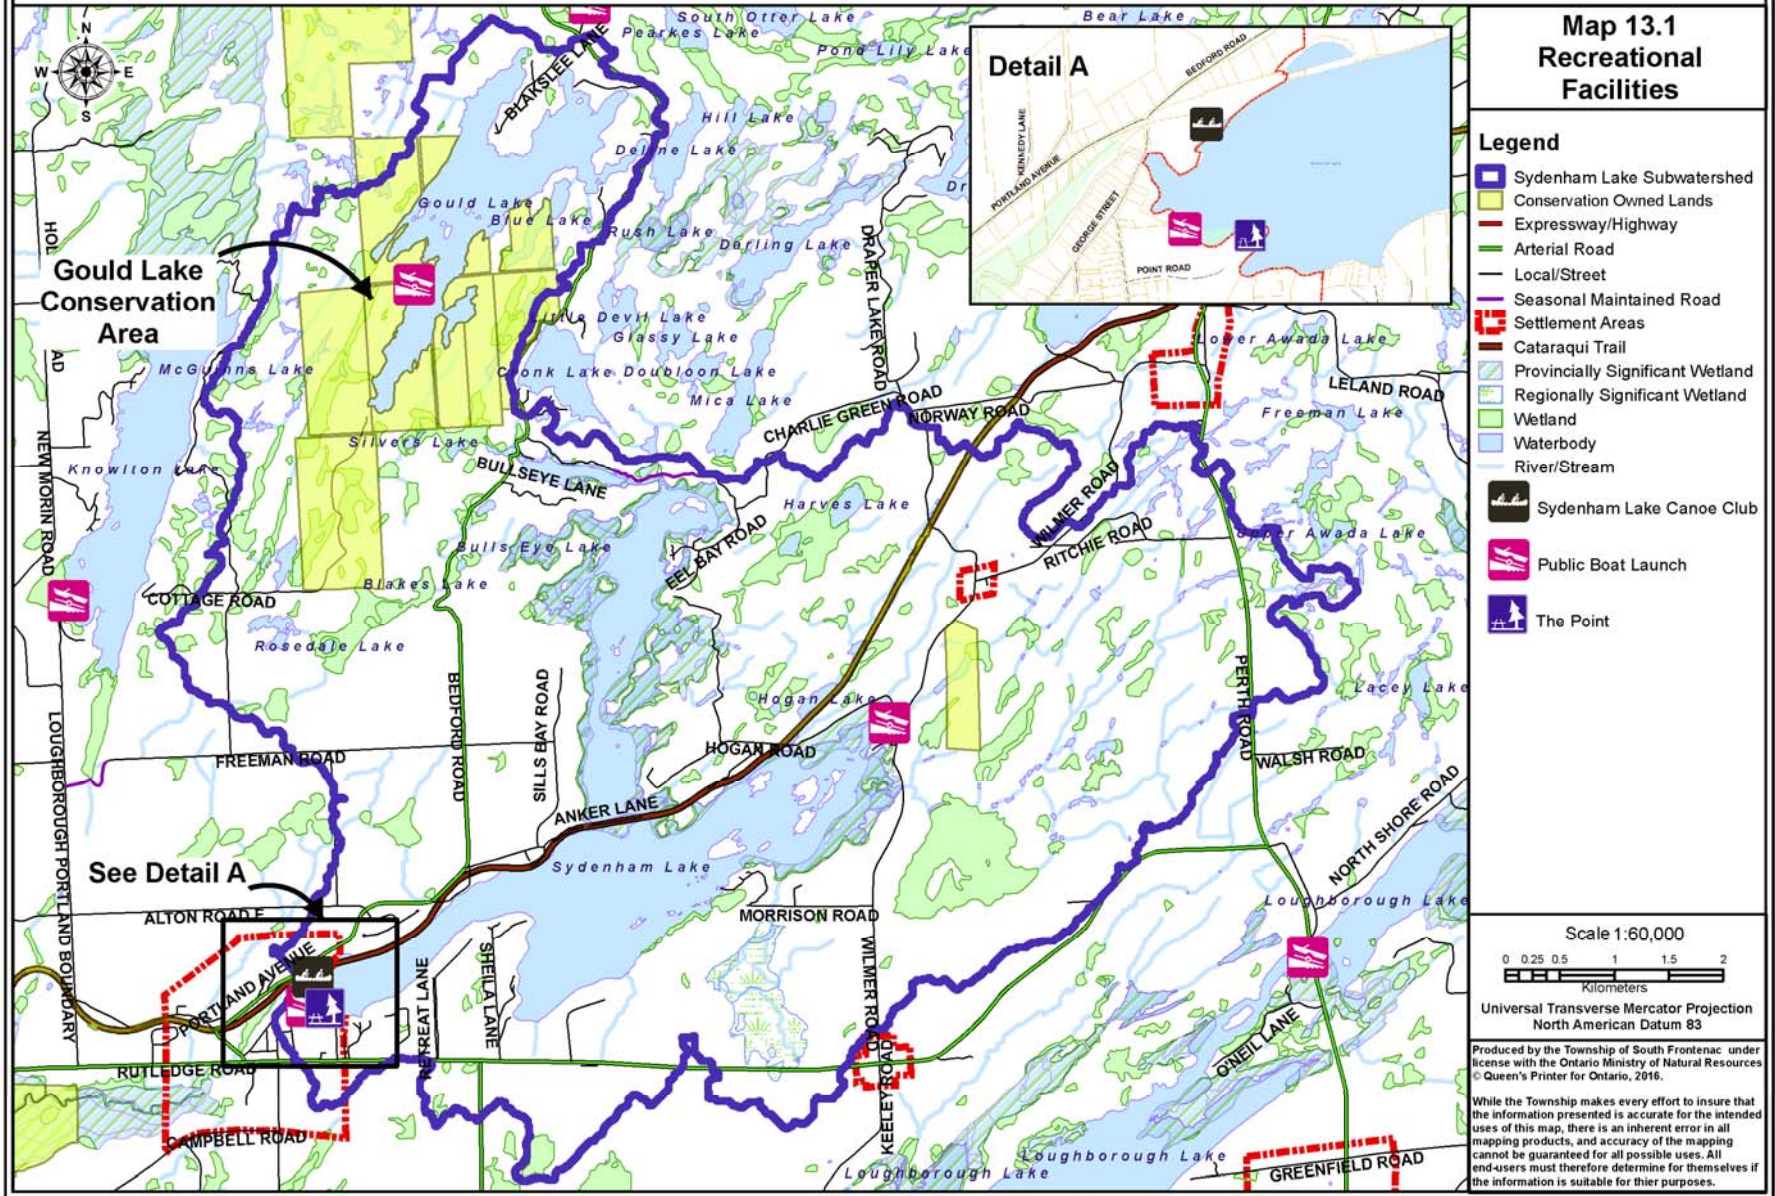 Map 13.1
Recreational
Facilities
Legend
Sydenham Lake Subwatershed
Conservation Owned Lands
Expressway/Highway
Arterial Road
Local/Street
Seasonal Maintained Road
Settlement Areas
Cataraqui Trail
Provincially Significant Wetland
Regionally Significant Wetland
Wetland
Waterbody
River/Stream
Sydenham Lake Canoe Club
Public Boat Launch
The Point
Scale 1:60,000
0 0.25 0.5 1 1.5 2
Kilometers
Universal Transverse Mercator Projection
North American Datum 83
Produced by the Township of South Frontenac under
license with the Ontario Ministry of Natural Resources
© Queen's Printer for Ontario, 2016.
While the Township makes every effort to insure that
the information presented is accurate for the intended
uses of this map, there is an inherent error in all
mapping products, and accuracy of the mapping
cannot be guaranteed for all possible uses. All
end-users must therefore determine for themselves if
the information is suitable for thier purposes.
N
W E
S
South Otter Lake
Pearkes Lake
Pond Lily Lake
Bear Lake
BLAKSLEE LANE
Hill Lake
Deline Lake
Dr
Detail A
BEDFORD ROAD
KENNEDY LANE
PORTLAND AVENUE
GEORGE STREET
POINT ROAD
Gould Lake
Blue Lake
Rush Lake
Darling Lake
DRAPER LAKE ROAD
HOL
AD
Gould Lake
Conservation
Area
Little Devil Lake
Glassy Lake
Lower Awada Lake
McGuinns Lake
Cronk Lake
Doubloon Lake
Mica Lake
CHARLIE GREEN ROAD
NORWAY ROAD
LELAND ROAD
Freeman Lake
Silvers Lake
NEW MORIN ROAD
Knowlton Lake
BULLSEYE LANE
Harves Lake
WILMER ROAD
RITCHIE ROAD
Upper Awada Lake
EEL BAY ROAD
Bulls Eye Lake
Blakes Lake
COTTAGE ROAD
Rosedale Lake
BEDFORD ROAD
SILLS BAY ROAD
Hogan Lake
PERTH ROAD
Lacey Lake
LOUGHBOROUGH PORTLAND BOUNDARY
FREEMAN ROAD
HOGAN ROAD
WALSH ROAD
NORTH SHORE ROAD
ANKER LANE
See Detail A
Sydenham Lake
Loughborough Lake
ALTON ROAD E
MORRISON ROAD
PORTLAND AVENUE
RETREAT LANE
SHEILA LANE
WILMER ROAD
O'NEIL LANE
RUTLEDGE ROAD
KEELEY ROAD
CAMPBELL ROAD
Loughborough Lake
Loughborough Lake
GREENFIELD ROAD